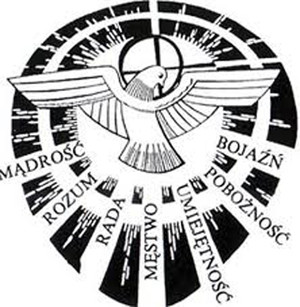 MĄDROŚĆ
ROZUM
RADA
MĘSTWO
UMIEJĘTNOŚĆ
POBOŻNOŚĆ
BOJAŹŃ